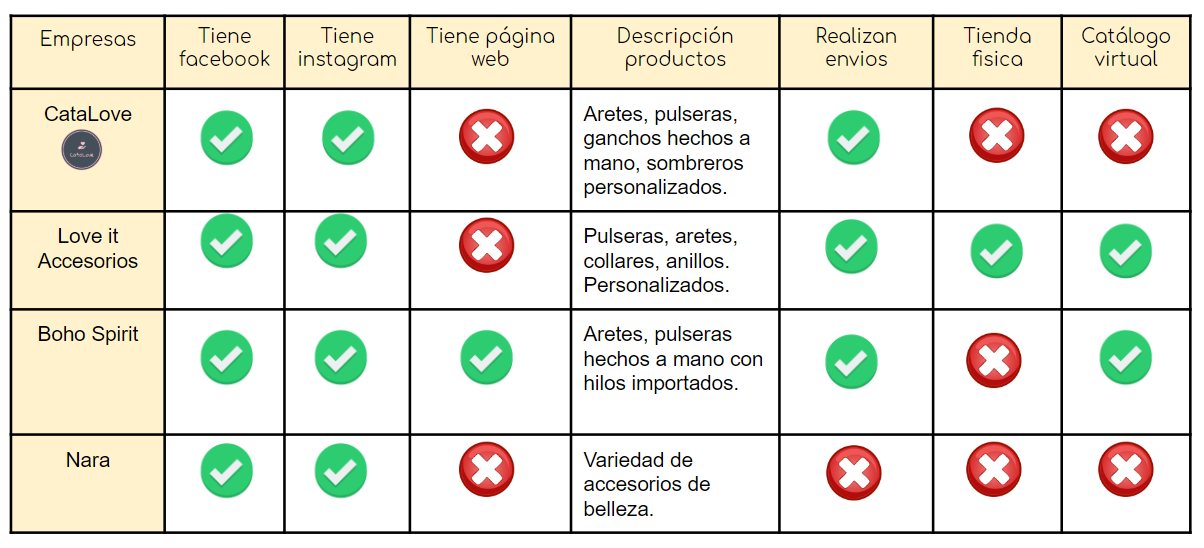 Empresas
Tiene
facebook
Tiene
instagram
Tiene página
web
Descripción
productos
Realizan
envios
Tienda
fisica
Catálogo
virtual
CataLove
CataLove
Aretes, pulseras,
ganchos hechos a
mano, sombreros
personalizados.
Love it
Accesorios
Pulseras, aretes,
collares, anillos.
Personalizados.
Boho Spirit
Aretes, pulseras
hechos a mano con
hilos importados.
Nara
Variedad de
accesorios de
belleza.